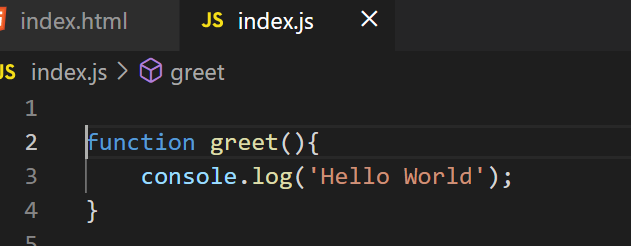 index.html JS index.js ×
JS index.js > greet
1
2 function greet(){
3     console.log('Hello World');
4 }
5